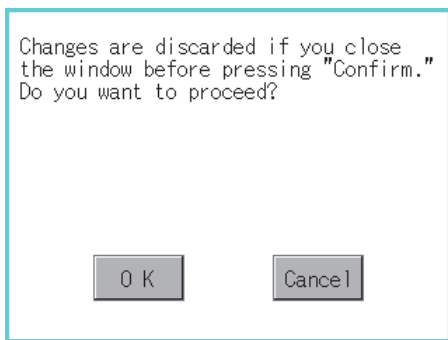 Changes are discarded if you close
the window before pressing "Confirm."
Do you want to proceed?
OK Cancel